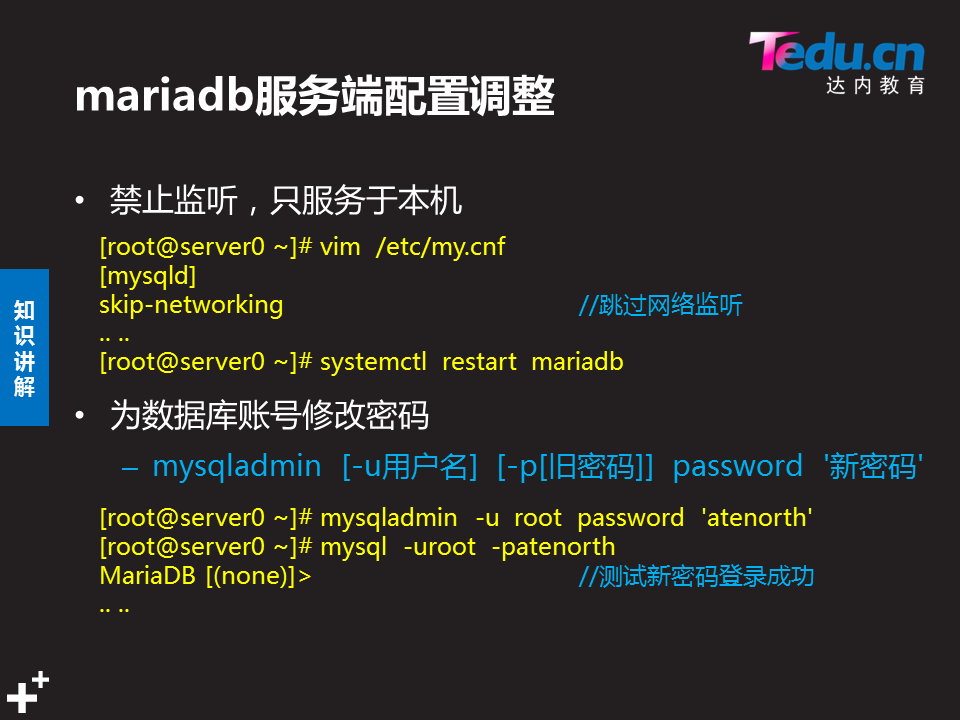 Tedu.cn
达内教育
mariadb服务端配置调整
• 禁止监听，只服务于本机
[root@server0 ~]# vim /etc/my.cnf
[mysqld]
skip-networking //跳过网络监听
.. ..
[root@server0 ~]# systemctl restart mariadb
知识讲解
• 为数据库账号修改密码
– mysqladmin [-u用户名] [-p[旧密码]] password '新密码'
[root@server0 ~]# mysqladmin -u root password 'atenorth'
[root@server0 ~]# mysql -uroot -patenorth
MariaDB [(none)]> //测试新密码登录成功
.. ..